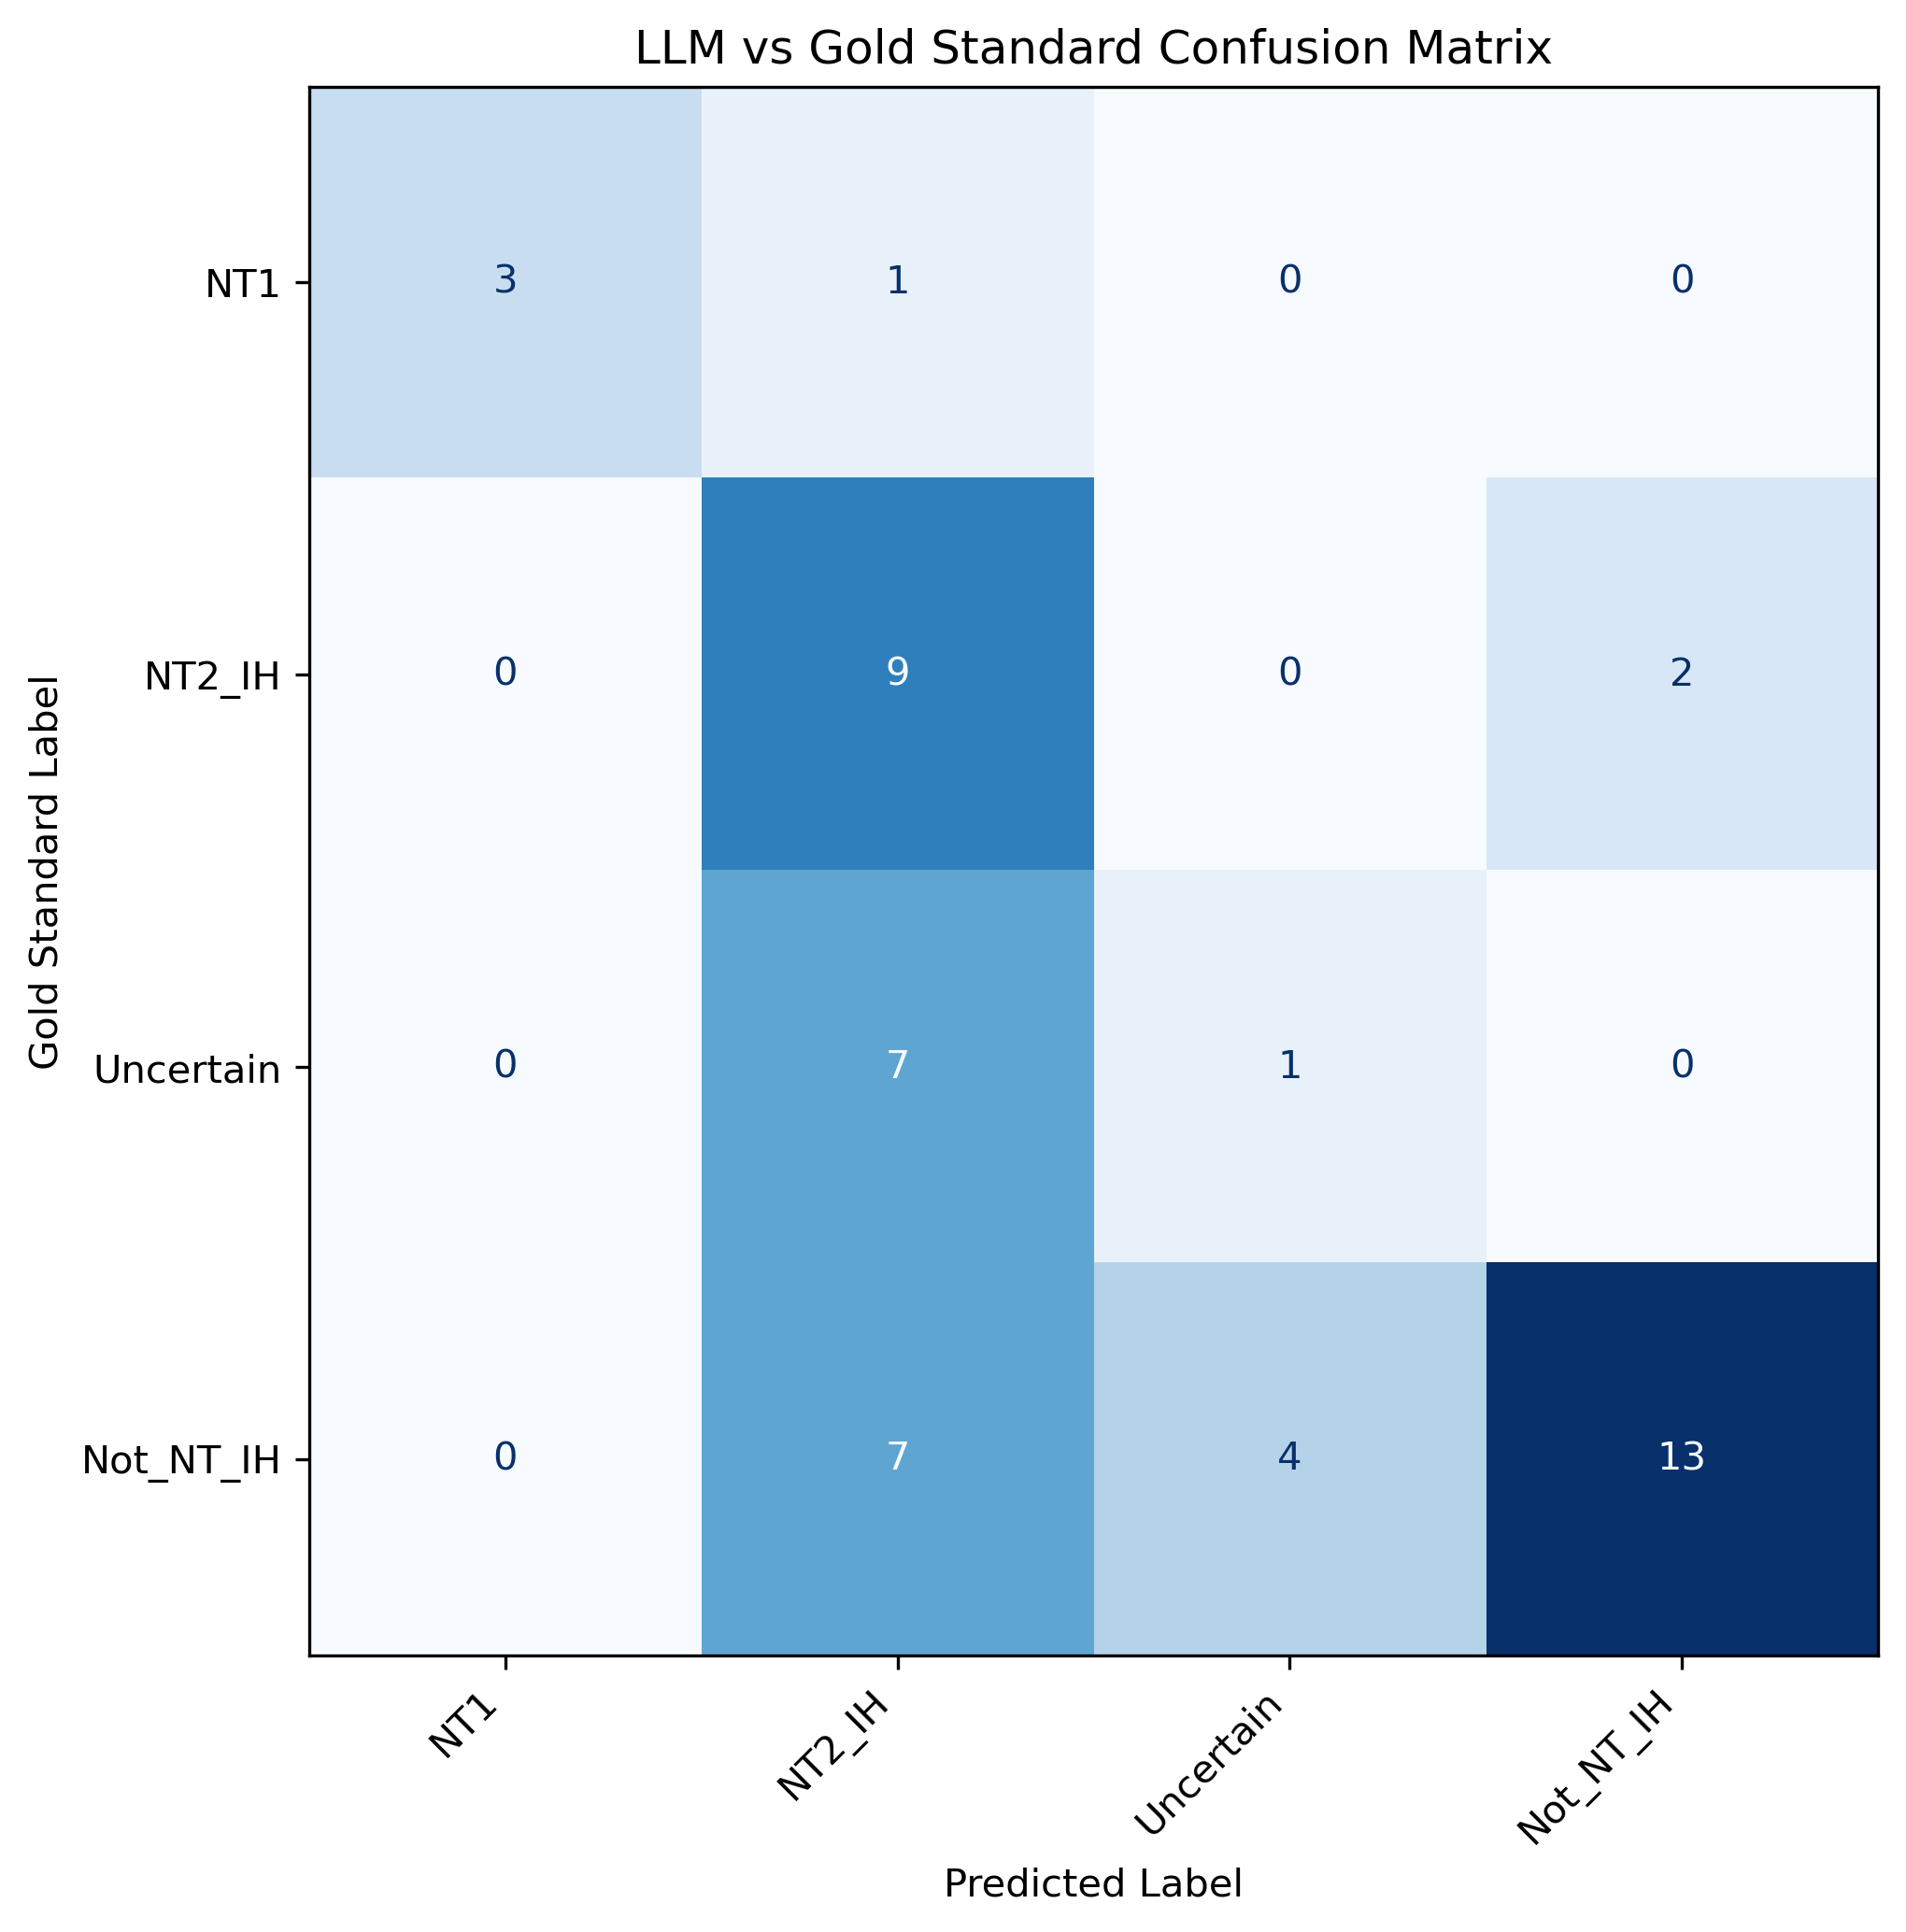 LLM vs Gold Standard Confusion Matrix
Gold Standard Label
NT1
3 1 0 0
NT2_IH
0 9 0 2
Uncertain
0 7 1 0
Not_NT_IH
0 7 4 13
NT1
NT2_IH
Uncertain
Not_NT_IH
Predicted Label